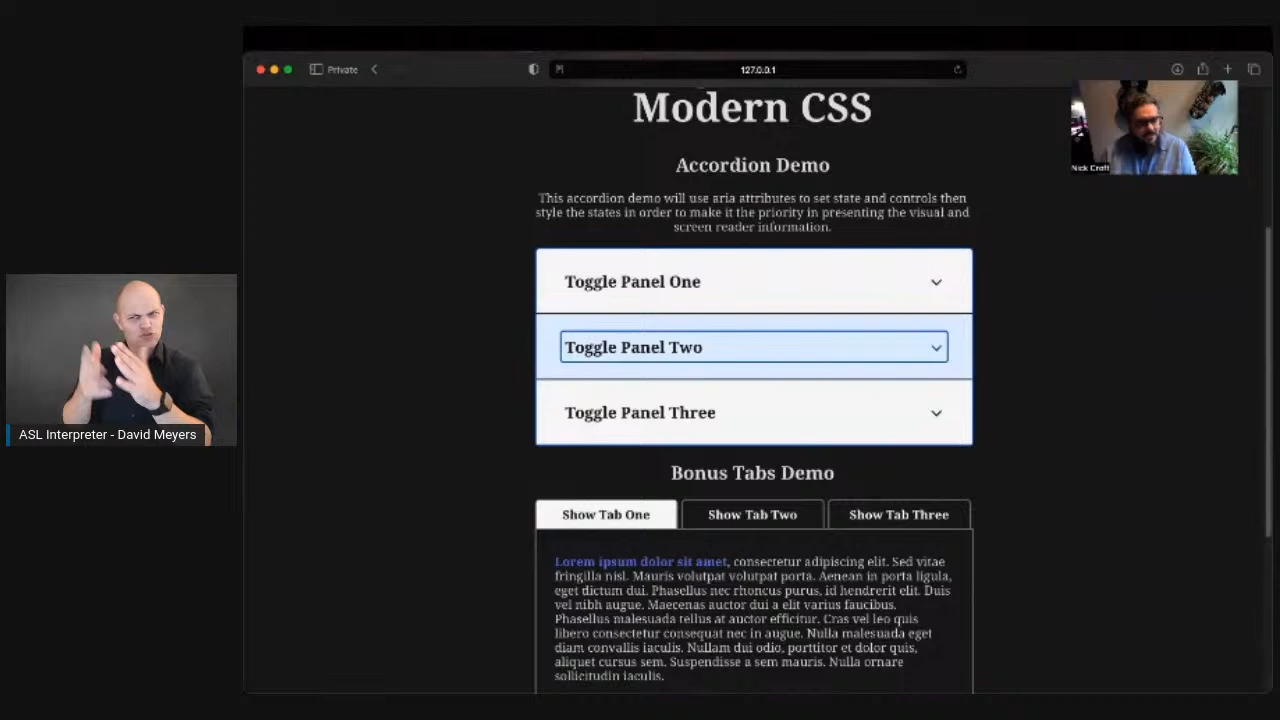 Private
127.0.0.1
Modern CSS
Nick Croft
Accordion Demo
This accordion demo will use aria attributes to set state and controls then
style the states in order to make it the priority in presenting the visual and
screen reader information.
Toggle Panel One
Toggle Panel Two
Toggle Panel Three
ASL Interpreter - David Meyers
Bonus Tabs Demo
Show Tab One
Show Tab Two
Show Tab Three
Lorem ipsum dolor sit amet, consectetur adipiscing elit. Sed vitae
fringilla nisl. Mauris volutpat volutpat porta. Aenean in porta ligula,
eget dictum dui. Phasellus nec rhoncus purus, id hendrerit elit. Duis
vel nibh augue. Maecenas auctor dui a elit varius faucibus.
Phasellus malesuada tellus at auctor efficitur. Cras vel leo quis
libero consectetur consequat nec in augue. Nulla malesuada eget
diam convallis iaculis. Nullam dui odio, porttitor et dolor quis,
aliquet cursus sem. Suspendisse a sem mauris. Nulla ornare
sollicitudin iaculis.